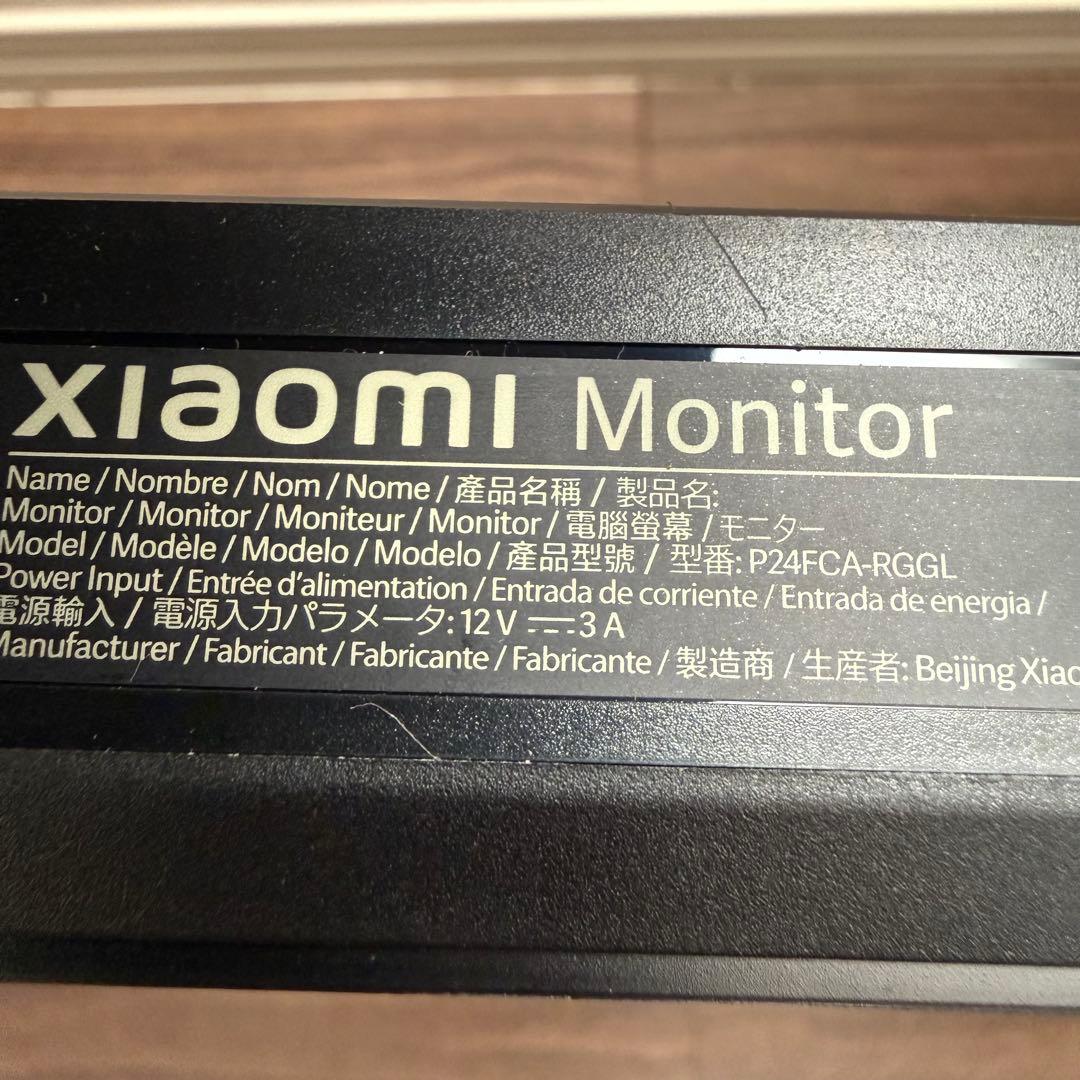 xiaomi Monitor
Name / Nombre / Nom / Nome / 產品名稱 / 製品名:
Monitor / Monitor / Moniteur / Monitor / 電腦螢幕 / モニター
Model / Modèle / Modelo / Modelo / 產品型號 / 型番: P24FCA-RGGL
Power Input / Entrée d'alimentation / Entrada de corriente / Entrada de energia /
電源輸入 / 電源入力パラメータ: 12 V ⎓ 3 A
Manufacturer / Fabricant / Fabricante / Fabricante / 製造商 / 生産者: Beijing Xiao